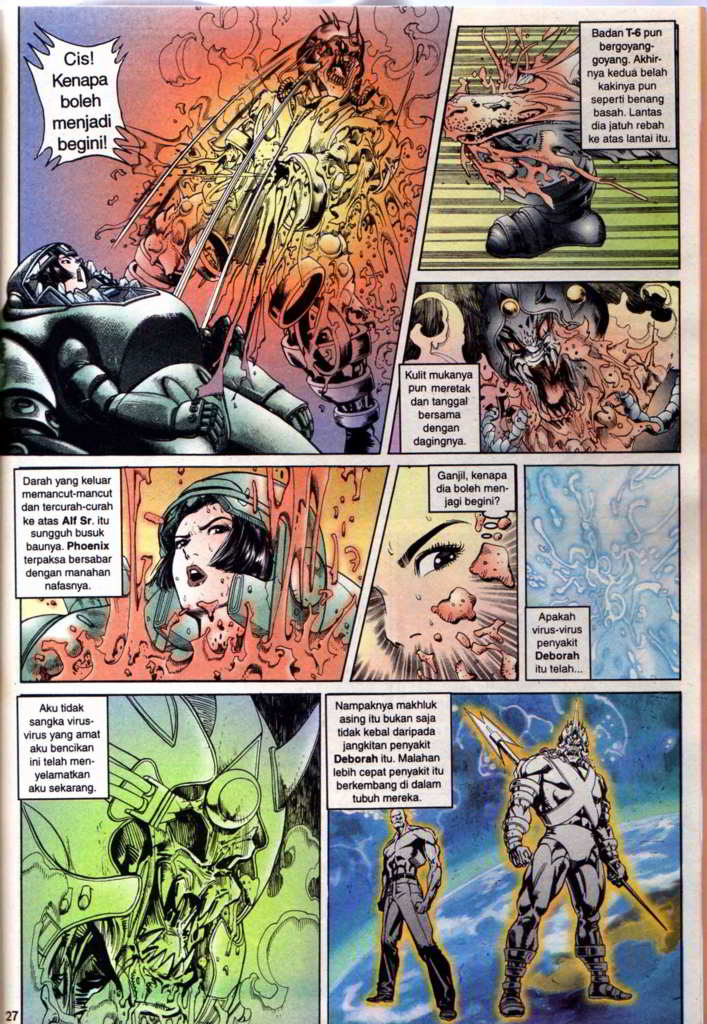 Cis!
Kenapa
boleh
menjadi
begini!
Badan T-6 pun
bergoyang-
goyang. Akhir-
nya kedua belah
kakinya pun
seperti benang
basah. Lantas
dia jatuh rebah
ke atas lantai itu.
Kulit mukanya
pun meretak
dan tanggal
bersama
dengan
dagingnya.
Darah yang keluar
memancut-mancut
dan tercurah-curah
ke atas Alf Sr. itu
sungguh busuk
baunya. Phoenix
terpaksa bersabar
dengan manahan
nafasnya.
Ganjil, kenapa
dia boleh men-
jagi begini?
Apakah
virus-virus
penyakit
Deborah
itu telah...
Aku tidak
sangka virus-
virus yang amat
aku bencikan
ini telah men-
yelamatkan
aku sekarang.
Nampaknya makhluk
asing itu bukan saja
tidak kebal daripada
jangkitan penyakit
Deborah itu. Malahan
lebih cepat penyakit itu
berkembang di dalam
tubuh mereka.
27